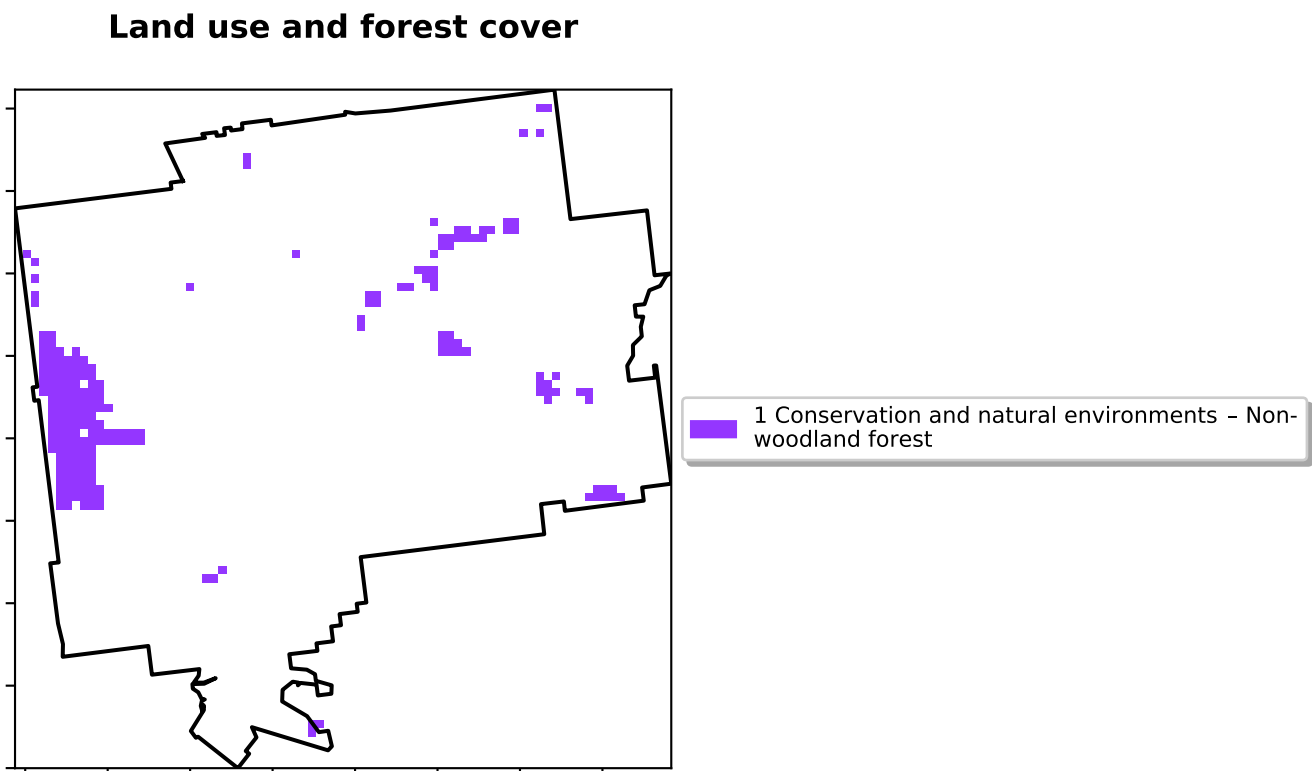 Land use and forest cover
1 Conservation and natural environments – Non-
woodland forest